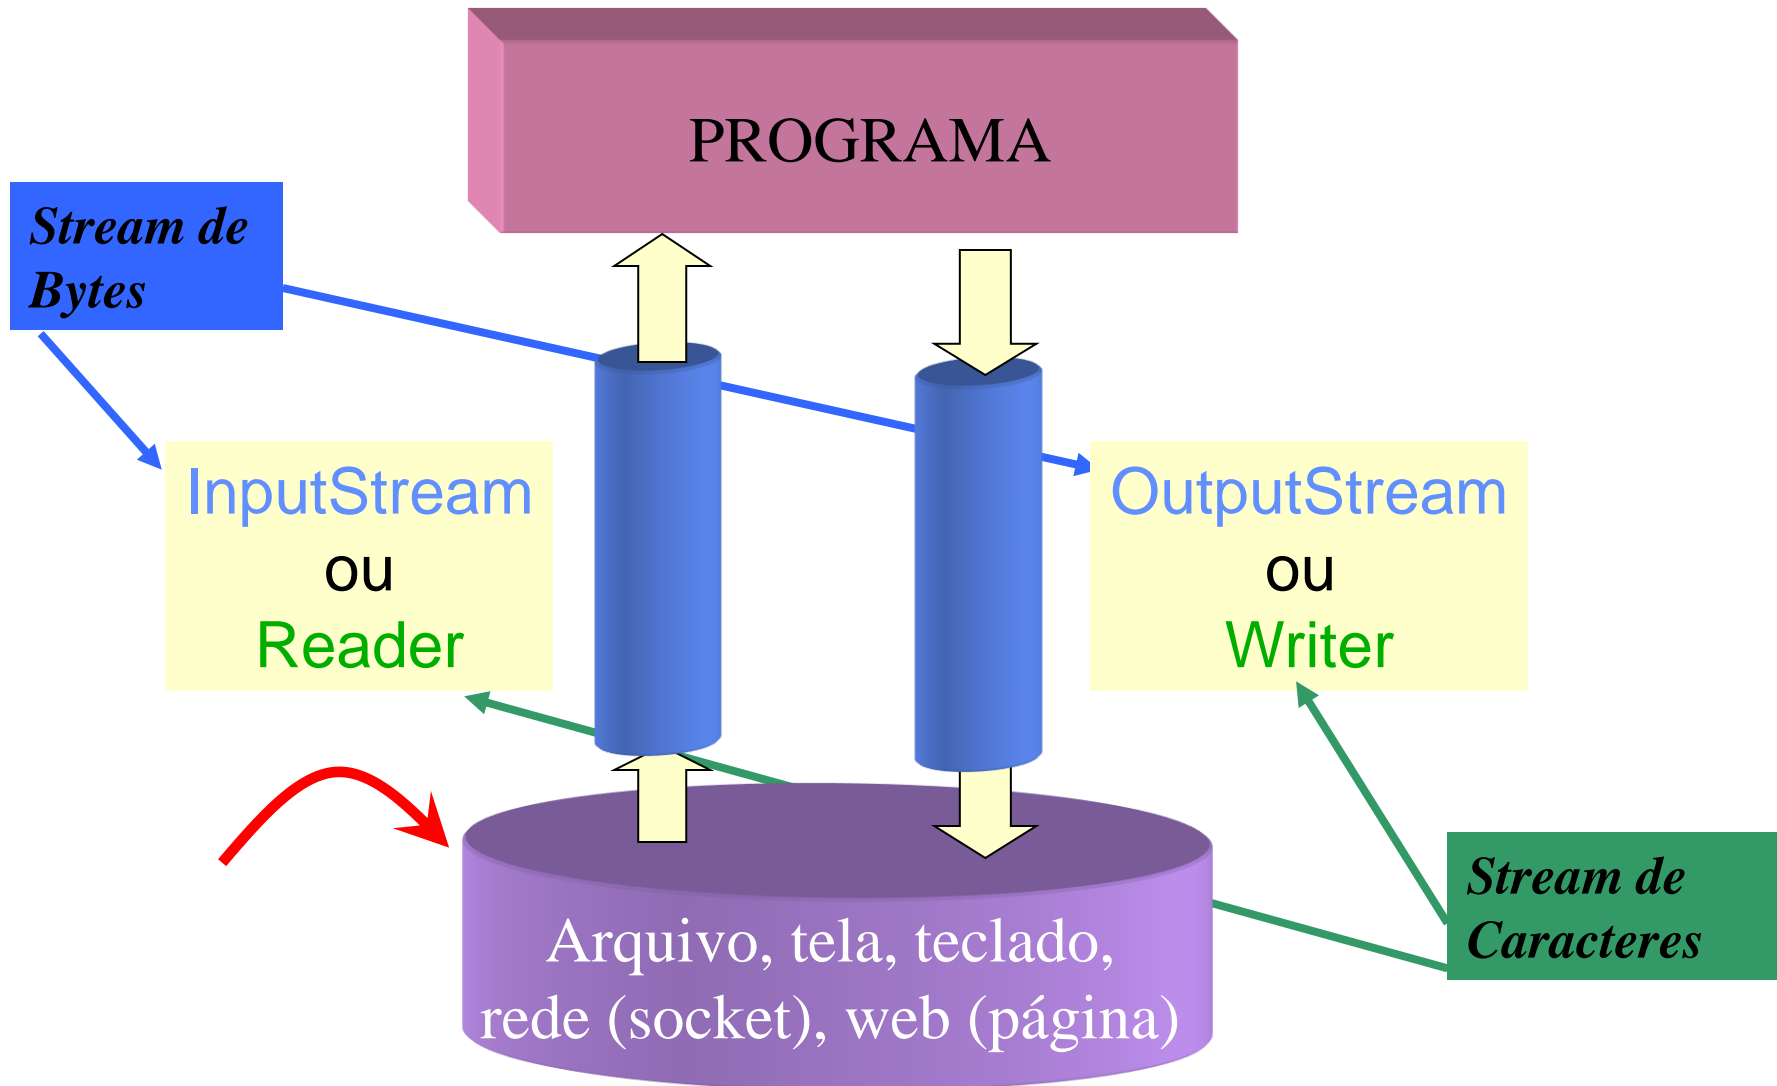 PROGRAMA
Stream de
Bytes
InputStream
ou
Reader
OutputStream
ou
Writer
Stream de
Caracteres
Arquivo, tela, teclado,
rede (socket), web (página)